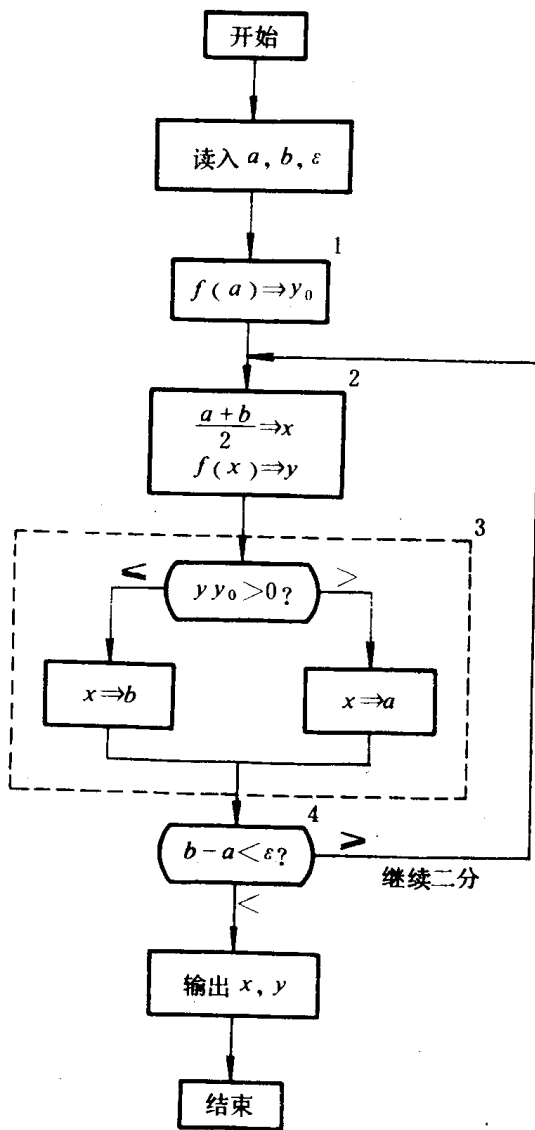 开始
读入 a, b, ε
1
f(a)⇒y₀
2
a+b
2
⇒x
f(x)⇒y
3
≤
yy₀>0?
>
x⇒b
x⇒a
4
b-a<ε?
≥
继续二分
<
输出 x, y
结束